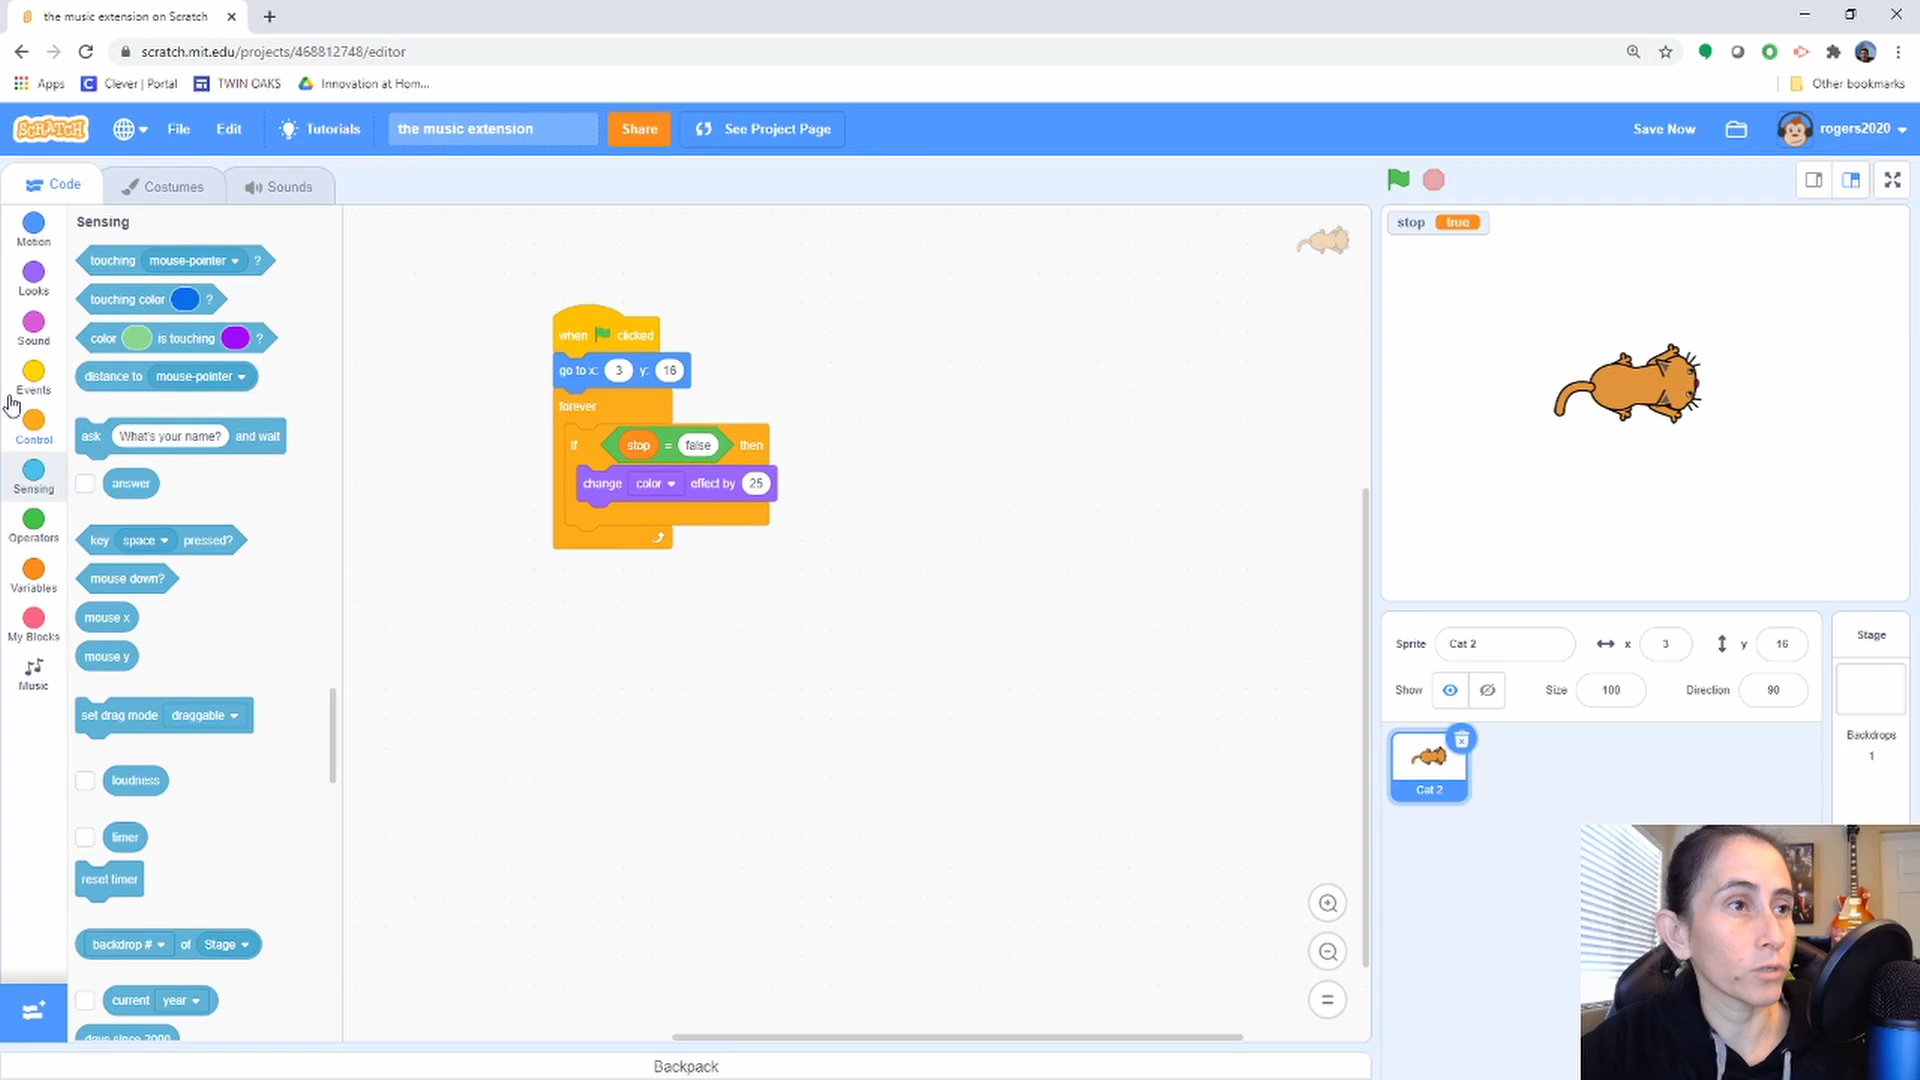 the music extension on Scratch
scratch.mit.edu/projects/468812748/editor
Apps
Clever | Portal
TWIN OAKS
Innovation at Hom...
Other bookmarks
SCRATCH
File
Edit
Tutorials
the music extension
Share
See Project Page
Save Now
rogers2020
Code
Costumes
Sounds
Motion
Looks
Sound
Events
Control
Sensing
Operators
Variables
My Blocks
Music
Sensing
touching mouse-pointer ?
touching color ?
color is touching ?
distance to mouse-pointer
ask What's your name? and wait
answer
key space pressed?
mouse down?
mouse x
mouse y
set drag mode draggable
loudness
timer
reset timer
backdrop # of Stage
current year
days since 2000
when clicked
go to x: 3 y: 16
forever
if stop = false then
change color effect by 25
stop true
Sprite Cat 2 x 3 y 16
Show Size 100 Direction 90
Cat 2
Stage
Backdrops
1
Backpack